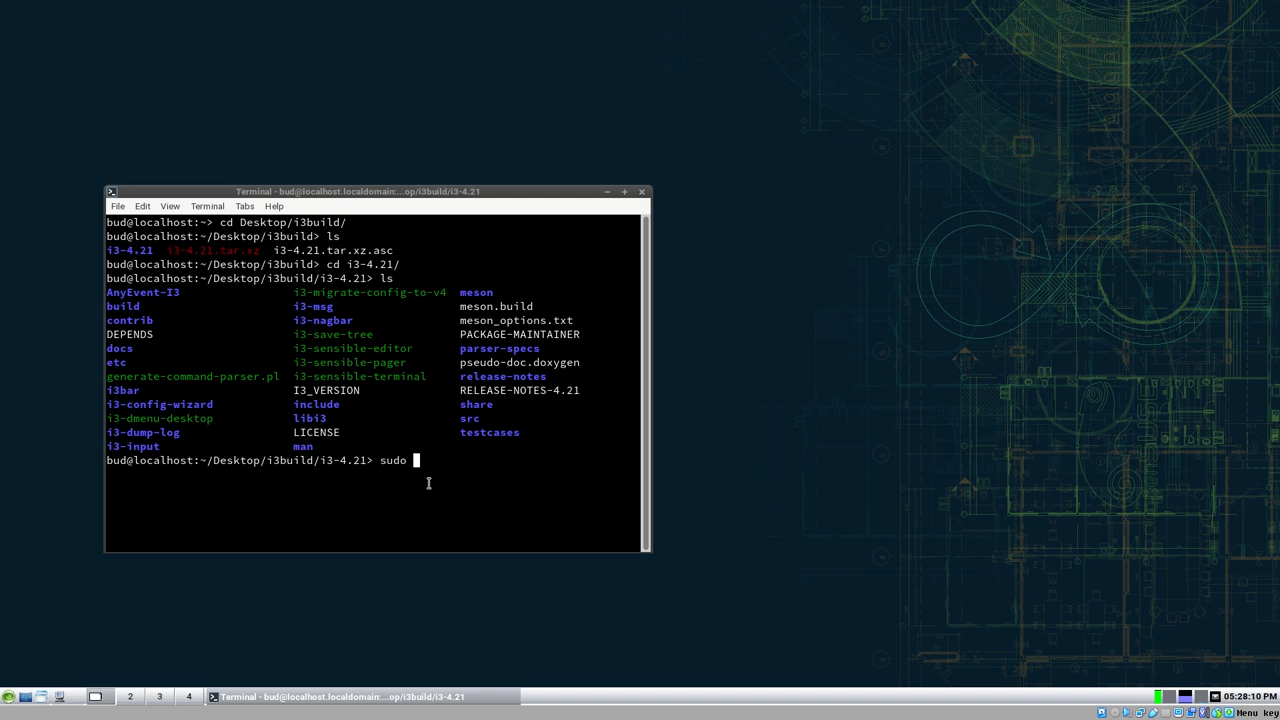 Terminal - bud@localhost.localdomain:...op/i3build/i3-4.21
File Edit View Terminal Tabs Help
bud@localhost:~> cd Desktop/i3build/
bud@localhost:~/Desktop/i3build> ls
i3-4.21 i3-4.21.tar.xz i3-4.21.tar.xz.asc
bud@localhost:~/Desktop/i3build> cd i3-4.21/
bud@localhost:~/Desktop/i3build/i3-4.21> ls
AnyEvent-I3 i3-migrate-config-to-v4 meson
build i3-msg meson.build
contrib i3-nagbar meson_options.txt
DEPENDS i3-save-tree PACKAGE-MAINTAINER
docs i3-sensible-editor parser-specs
etc i3-sensible-pager pseudo-doc.doxygen
generate-command-parser.pl i3-sensible-terminal release-notes
i3bar I3_VERSION RELEASE-NOTES-4.21
i3-config-wizard include share
i3-dmenu-desktop libi3 src
i3-dump-log LICENSE testcases
i3-input man
bud@localhost:~/Desktop/i3build/i3-4.21> sudo
2 3 4 Terminal - bud@localhost.localdomain:...op/i3build/i3-4.21 05:28:10 PM
Menu key